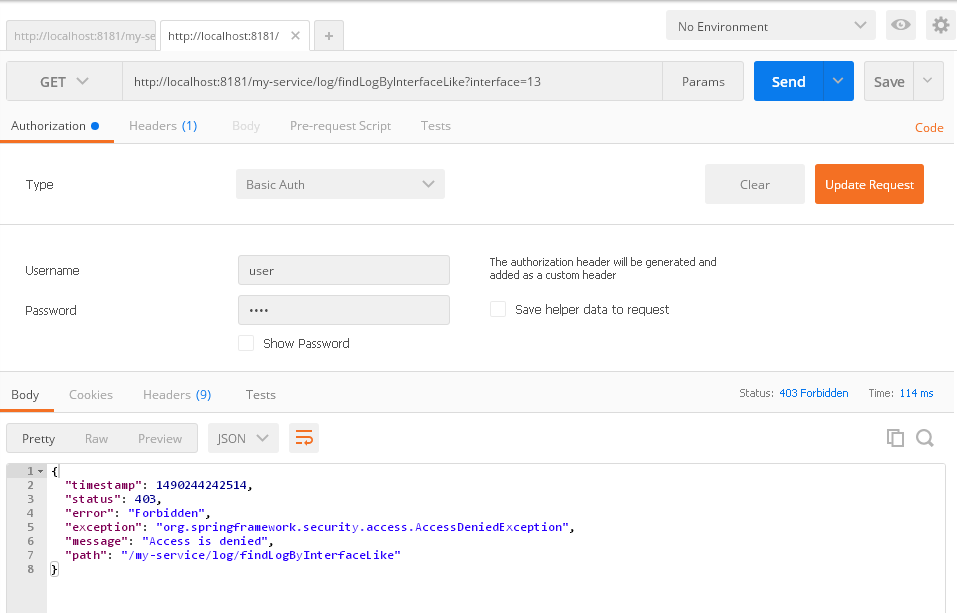 http://localhost:8181/my-se
http://localhost:8181/ ✕
+
No Environment
GET http://localhost:8181/my-service/log/findLogByInterfaceLike?interface=13 Params Send Save
Authorization Headers (1) Body Pre-request Script Tests Code
Type Basic Auth Clear Update Request
Username user
The authorization header will be generated and
added as a custom header
Password ••••
Save helper data to request
Show Password
Body Cookies Headers (9) Tests Status: 403 Forbidden Time: 114 ms
Pretty Raw Preview JSON
1 {
2 "timestamp": 1490244242514,
3 "status": 403,
4 "error": "Forbidden",
5 "exception": "org.springframework.security.access.AccessDeniedException",
6 "message": "Access is denied",
7 "path": "/my-service/log/findLogByInterfaceLike"
8 }